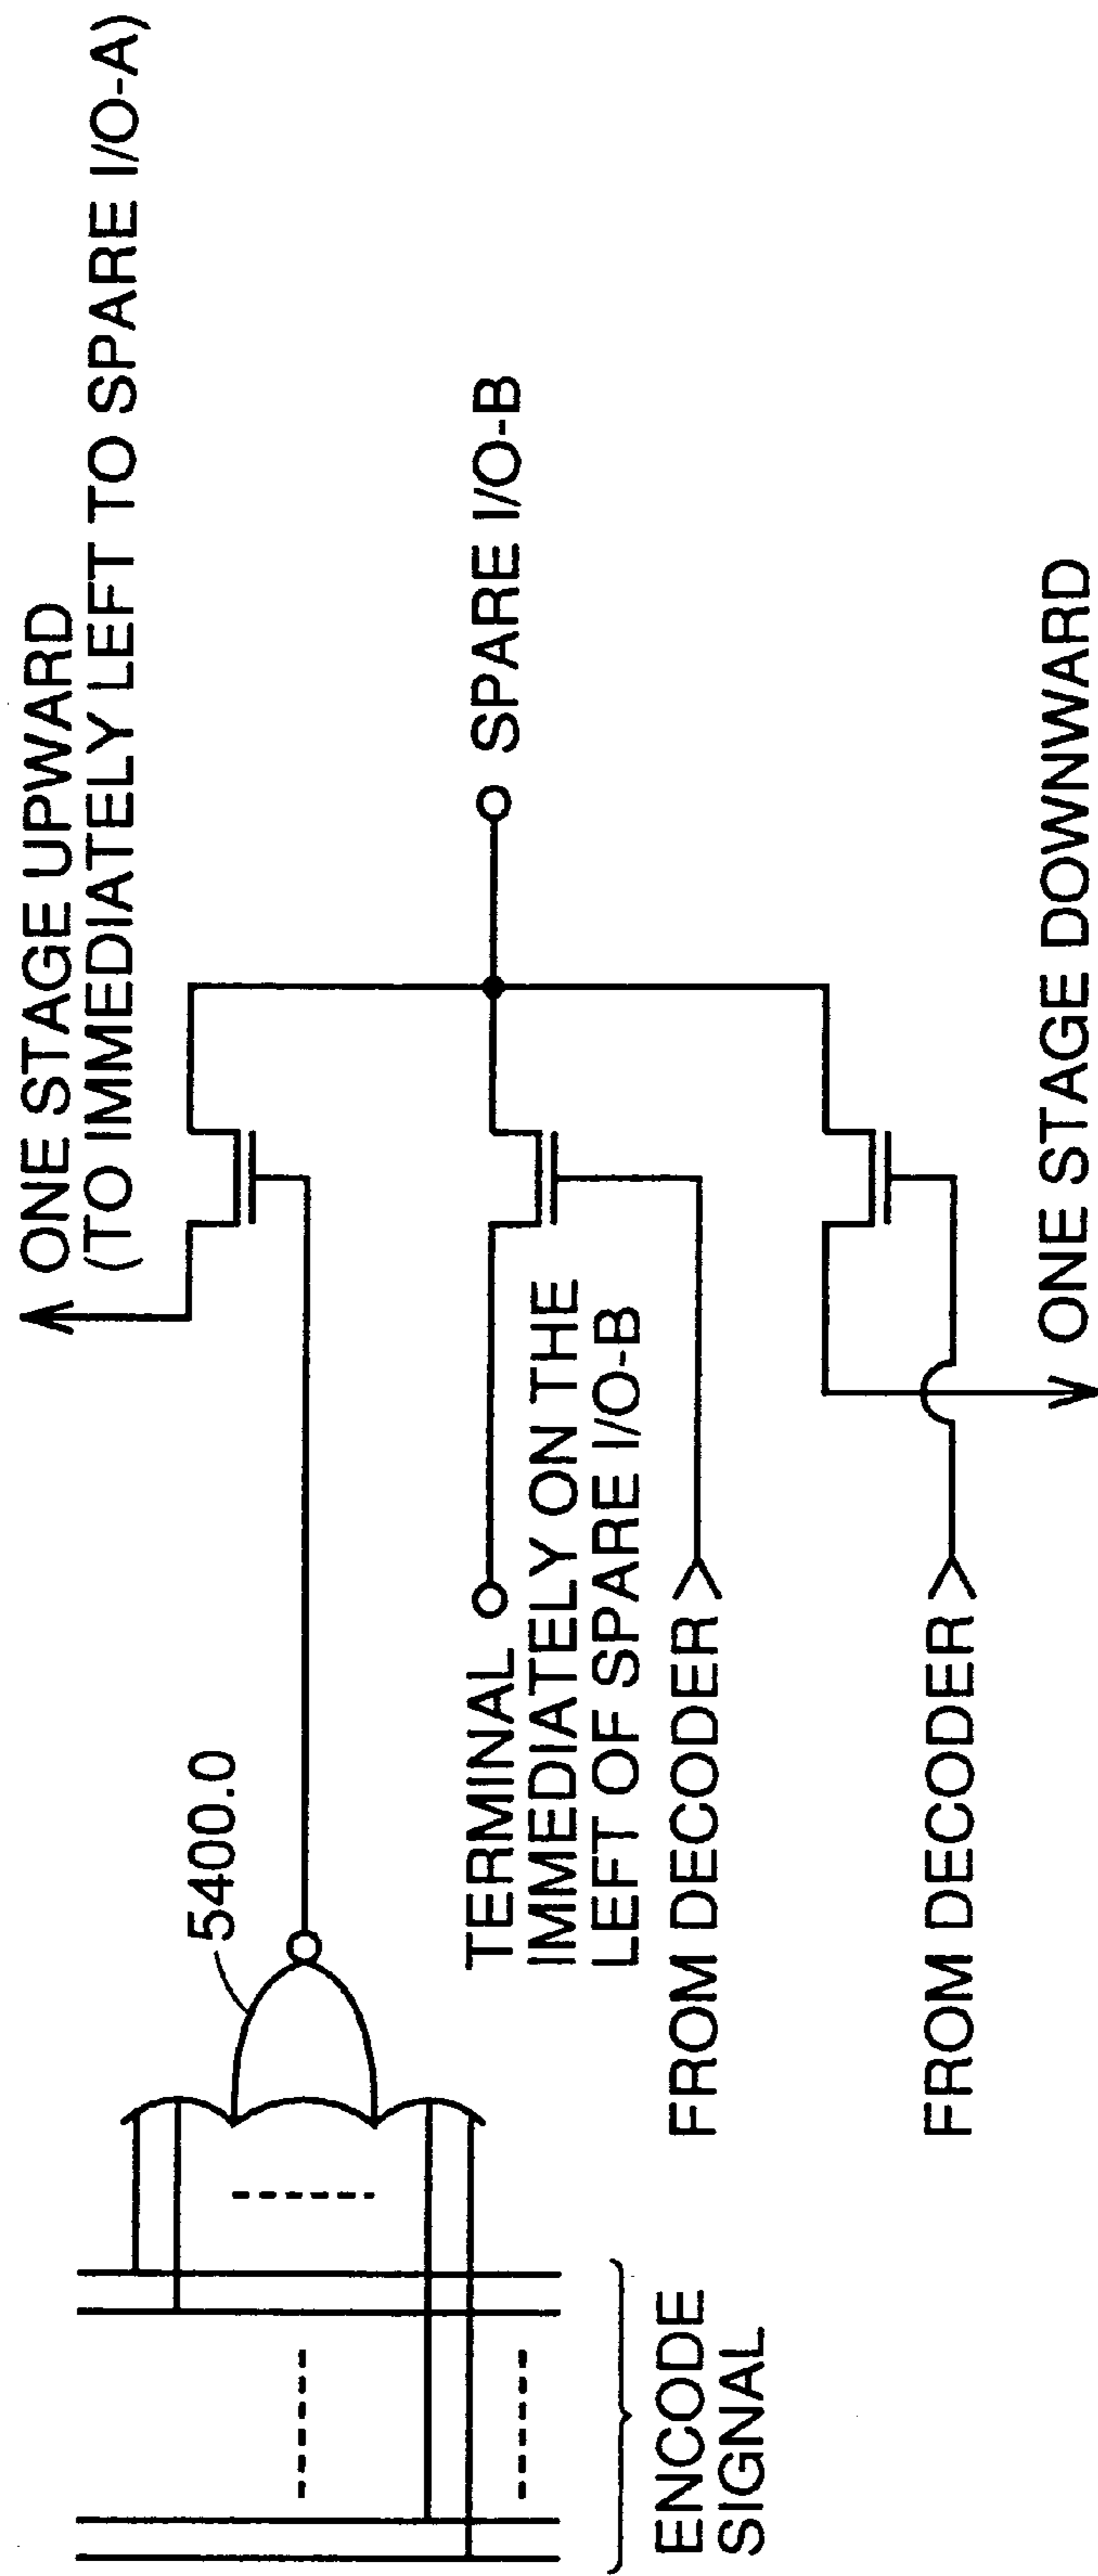 ONE STAGE UPWARD
(TO IMMEDIATELY LEFT TO SPARE I/O-A)
5400.0
SPARE I/O-B
TERMINAL
IMMEDIATELY ON THE
LEFT OF SPARE I/O-B
FROM DECODER
FROM DECODER
ENCODE
SIGNAL
ONE STAGE DOWNWARD